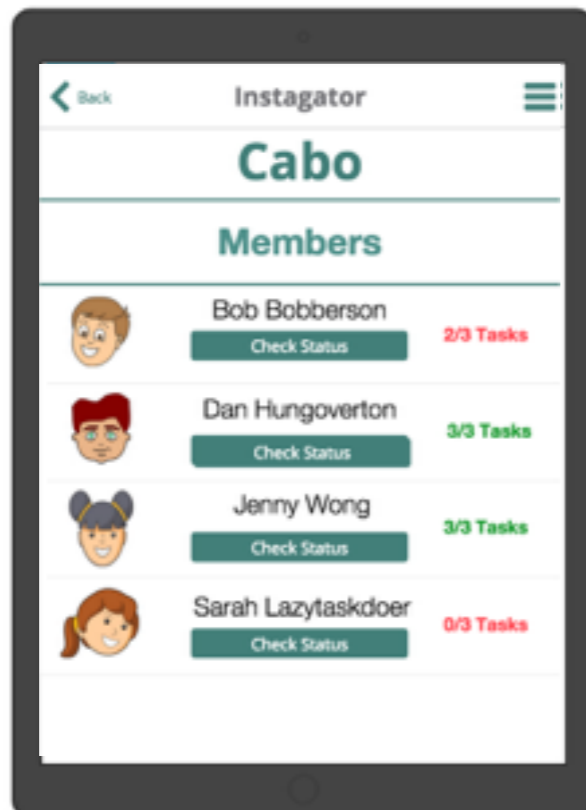 Back
Instagator
Cabo
Members
Bob Bobberson
Check Status
2/3 Tasks
Dan Hungoverton
Check Status
3/3 Tasks
Jenny Wong
Check Status
3/3 Tasks
Sarah Lazytaskdoer
Check Status
0/3 Tasks